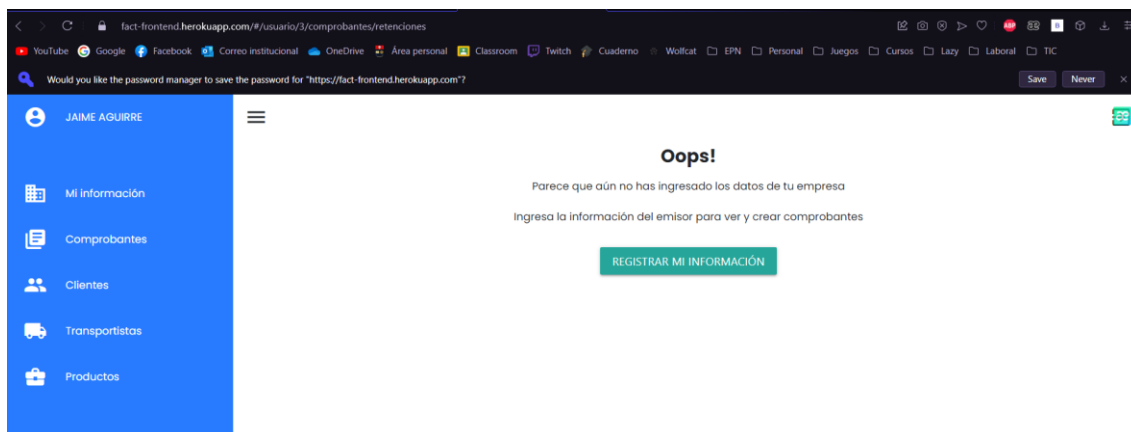 fact-frontend.herokuapp.com/#/usuario/3/comprobantes/retenciones
YouTube Google Facebook Correo institucional OneDrive Área personal Classroom Twitch Cuaderno Wolfcat EPN Personal Juegos Cursos Lazy Laboral TIC
Would you like the password manager to save the password for "https://fact-frontend.herokuapp.com"? Save Never
JAIME AGUIRRE
Oops!
Parece que aún no has ingresado los datos de tu empresa
Mi información
Ingresa la información del emisor para ver y crear comprobantes
Comprobantes
REGISTRAR MI INFORMACIÓN
Clientes
Transportistas
Productos